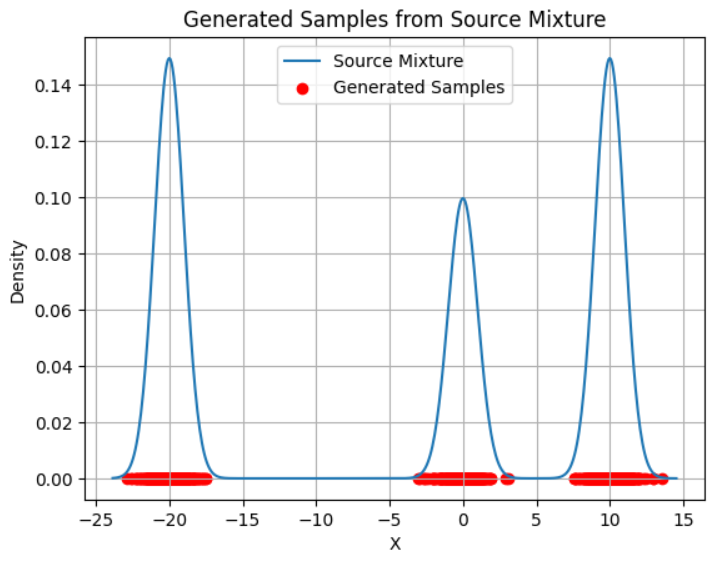 Generated Samples from Source Mixture
Source Mixture
Generated Samples
Density
0.14
0.12
0.10
0.08
0.06
0.04
0.02
0.00
−25 −20 −15 −10 −5 0 5 10 15
X